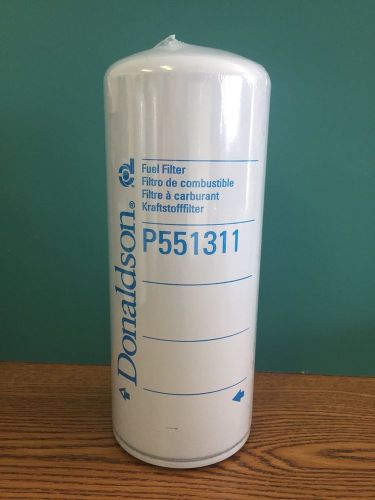 Donaldson®
Fuel Filter
Filtro de combustible
Filtre à carburant
Kraftstofffilter
P551311